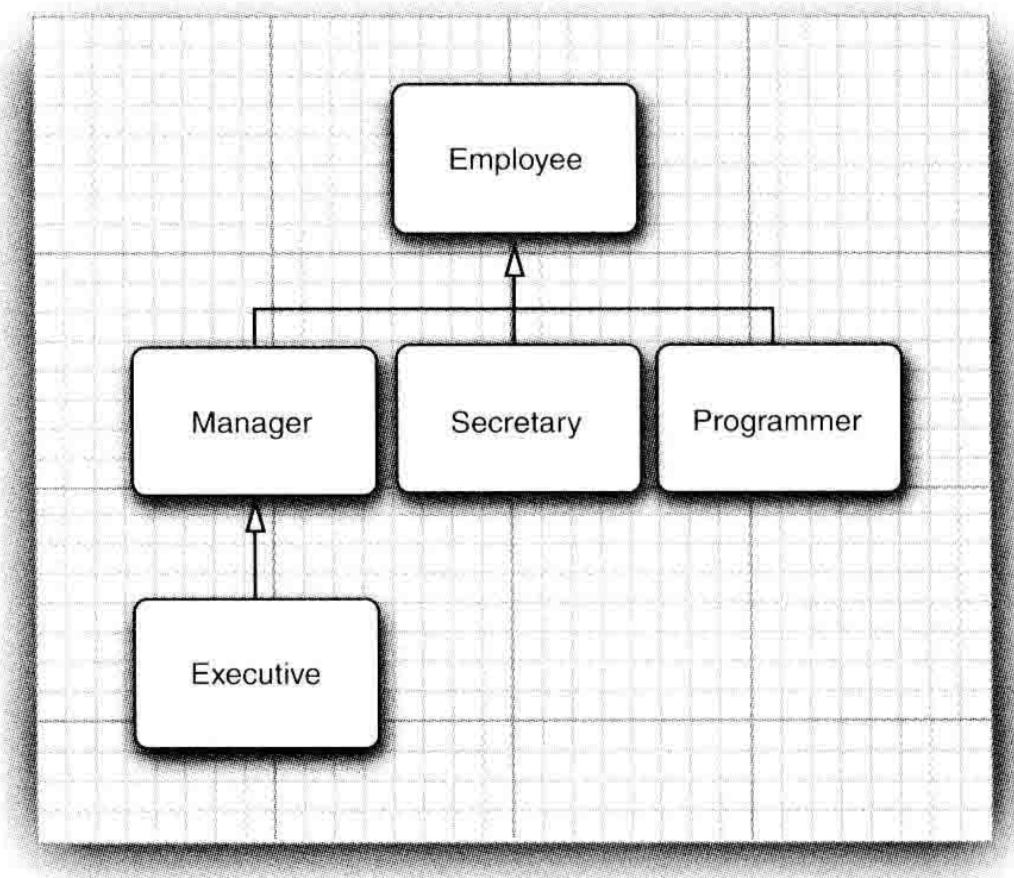 Employee
Manager
Secretary
Programmer
Executive